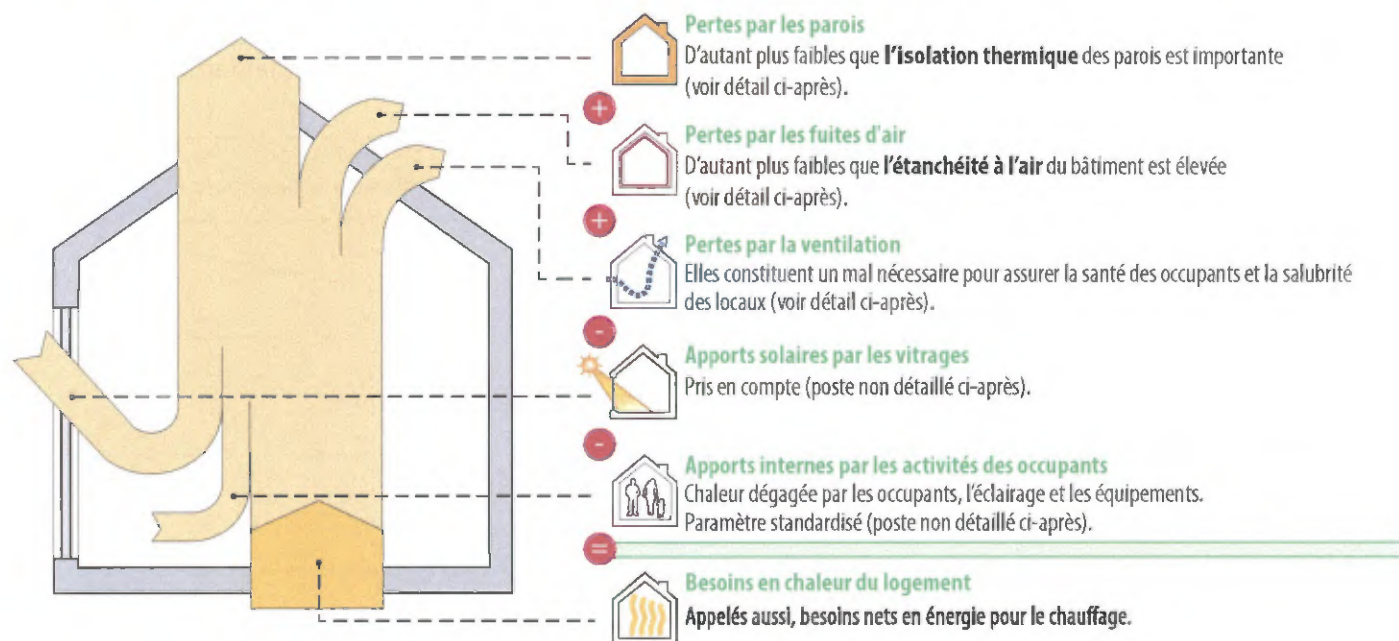 Pertes par les parois
D'autant plus faibles que l'isolation thermique des parois est importante
(voir détail ci-après).
+
Pertes par les fuites d'air
D'autant plus faibles que l'étanchéité à l'air du bâtiment est élevée
(voir détail ci-après).
+
Pertes par la ventilation
Elles constituent un mal nécessaire pour assurer la santé des occupants et la salubrité
des locaux (voir détail ci-après).
-
Apports solaires par les vitrages
Pris en compte (poste non détaillé ci-après).
-
Apports internes par les activités des occupants
Chaleur dégagée par les occupants, l'éclairage et les équipements.
Paramètre standardisé (poste non détaillé ci-après).
=
Besoins en chaleur du logement
Appelés aussi, besoins nets en énergie pour le chauffage.